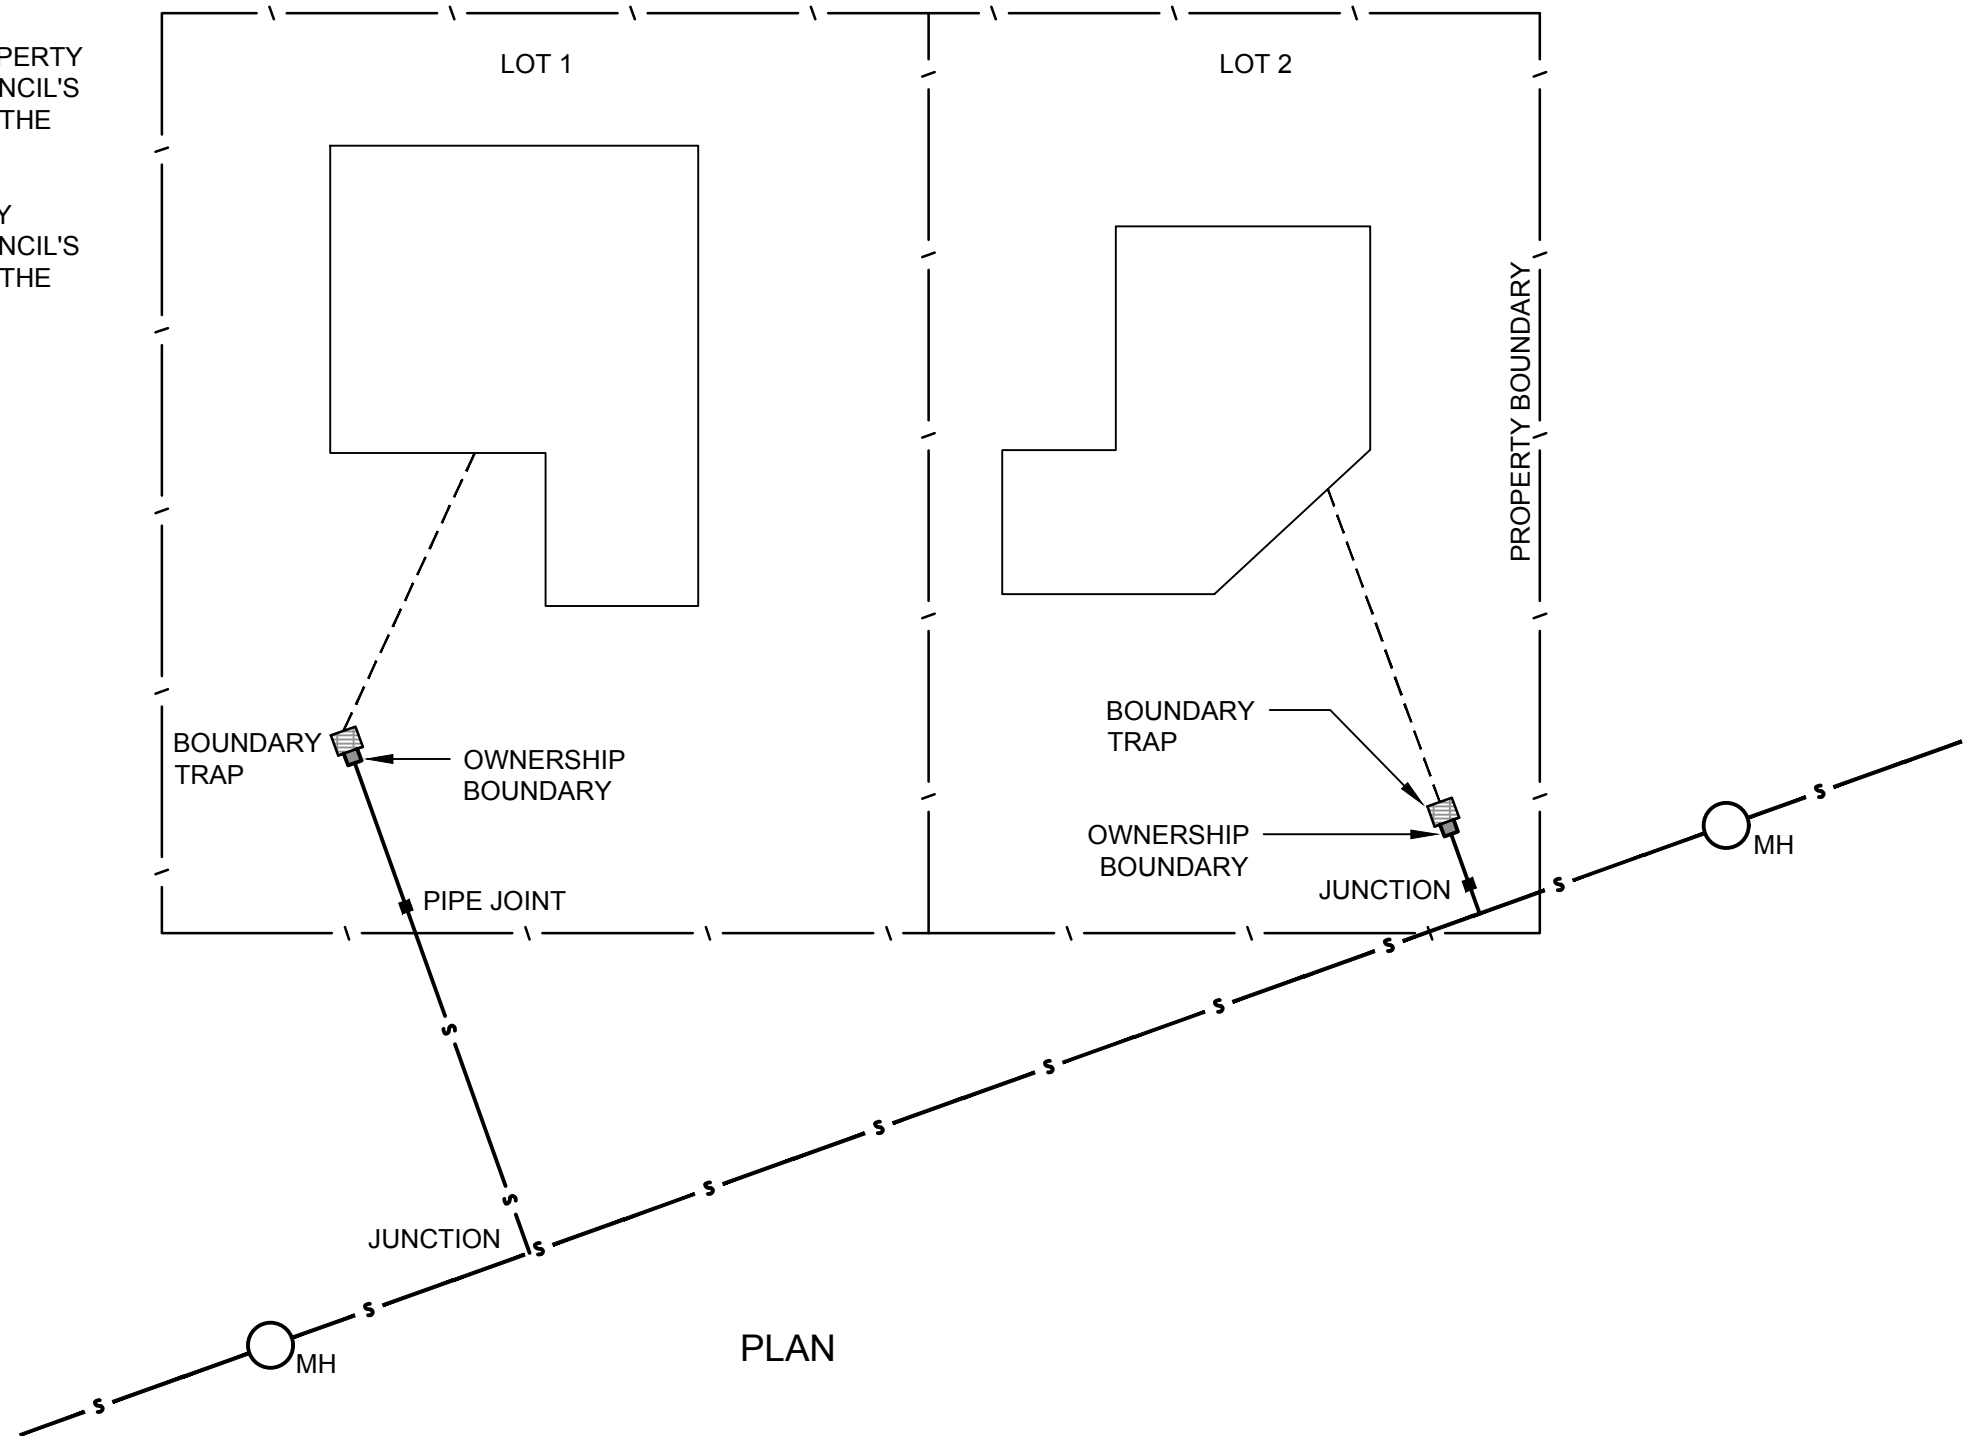 PERTY
NCIL'S
THE
Y
NCIL'S
THE
LOT 1
LOT 2
PROPERTY BOUNDARY
BOUNDARY
TRAP
OWNERSHIP
BOUNDARY
BOUNDARY
TRAP
OWNERSHIP
BOUNDARY
JUNCTION
PIPE JOINT
MH
S
S
S
S
S
S
S
S
S
S
S
S
JUNCTION
MH
PLAN